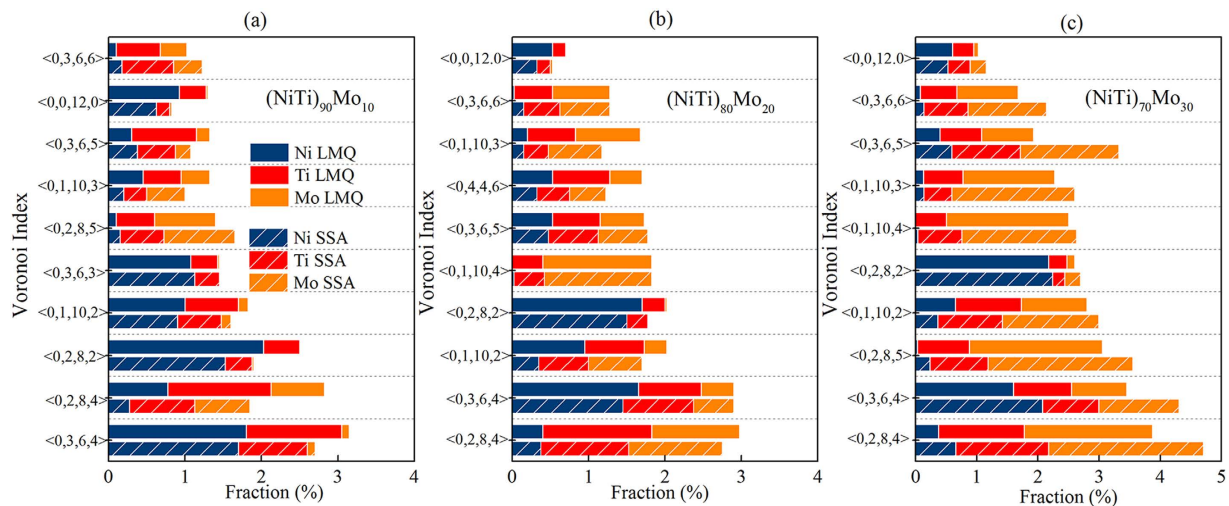 (a)
Voronoi Index
<0,3,6,6>
<0,0,12,0>
<0,3,6,5>
<0,1,10,3>
<0,2,8,5>
<0,3,6,3>
<0,1,10,2>
<0,2,8,2>
<0,2,8,4>
<0,3,6,4>
(NiTi)90Mo10
Ni LMQ
Ti LMQ
Mo LMQ
Ni SSA
Ti SSA
Mo SSA
0 1 2 3 4
Fraction (%)
(b)
Voronoi Index
<0,0,12,0>
<0,3,6,6>
<0,1,10,3>
<0,4,4,6>
<0,3,6,5>
<0,1,10,4>
<0,2,8,2>
<0,1,10,2>
<0,3,6,4>
<0,2,8,4>
(NiTi)80Mo20
0 1 2 3 4
Fraction (%)
(c)
Voronoi Index
<0,0,12,0>
<0,3,6,6>
<0,3,6,5>
<0,1,10,3>
<0,1,10,4>
<0,2,8,2>
<0,1,10,2>
<0,2,8,5>
<0,3,6,4>
<0,2,8,4>
(NiTi)70Mo30
0 1 2 3 4 5
Fraction (%)